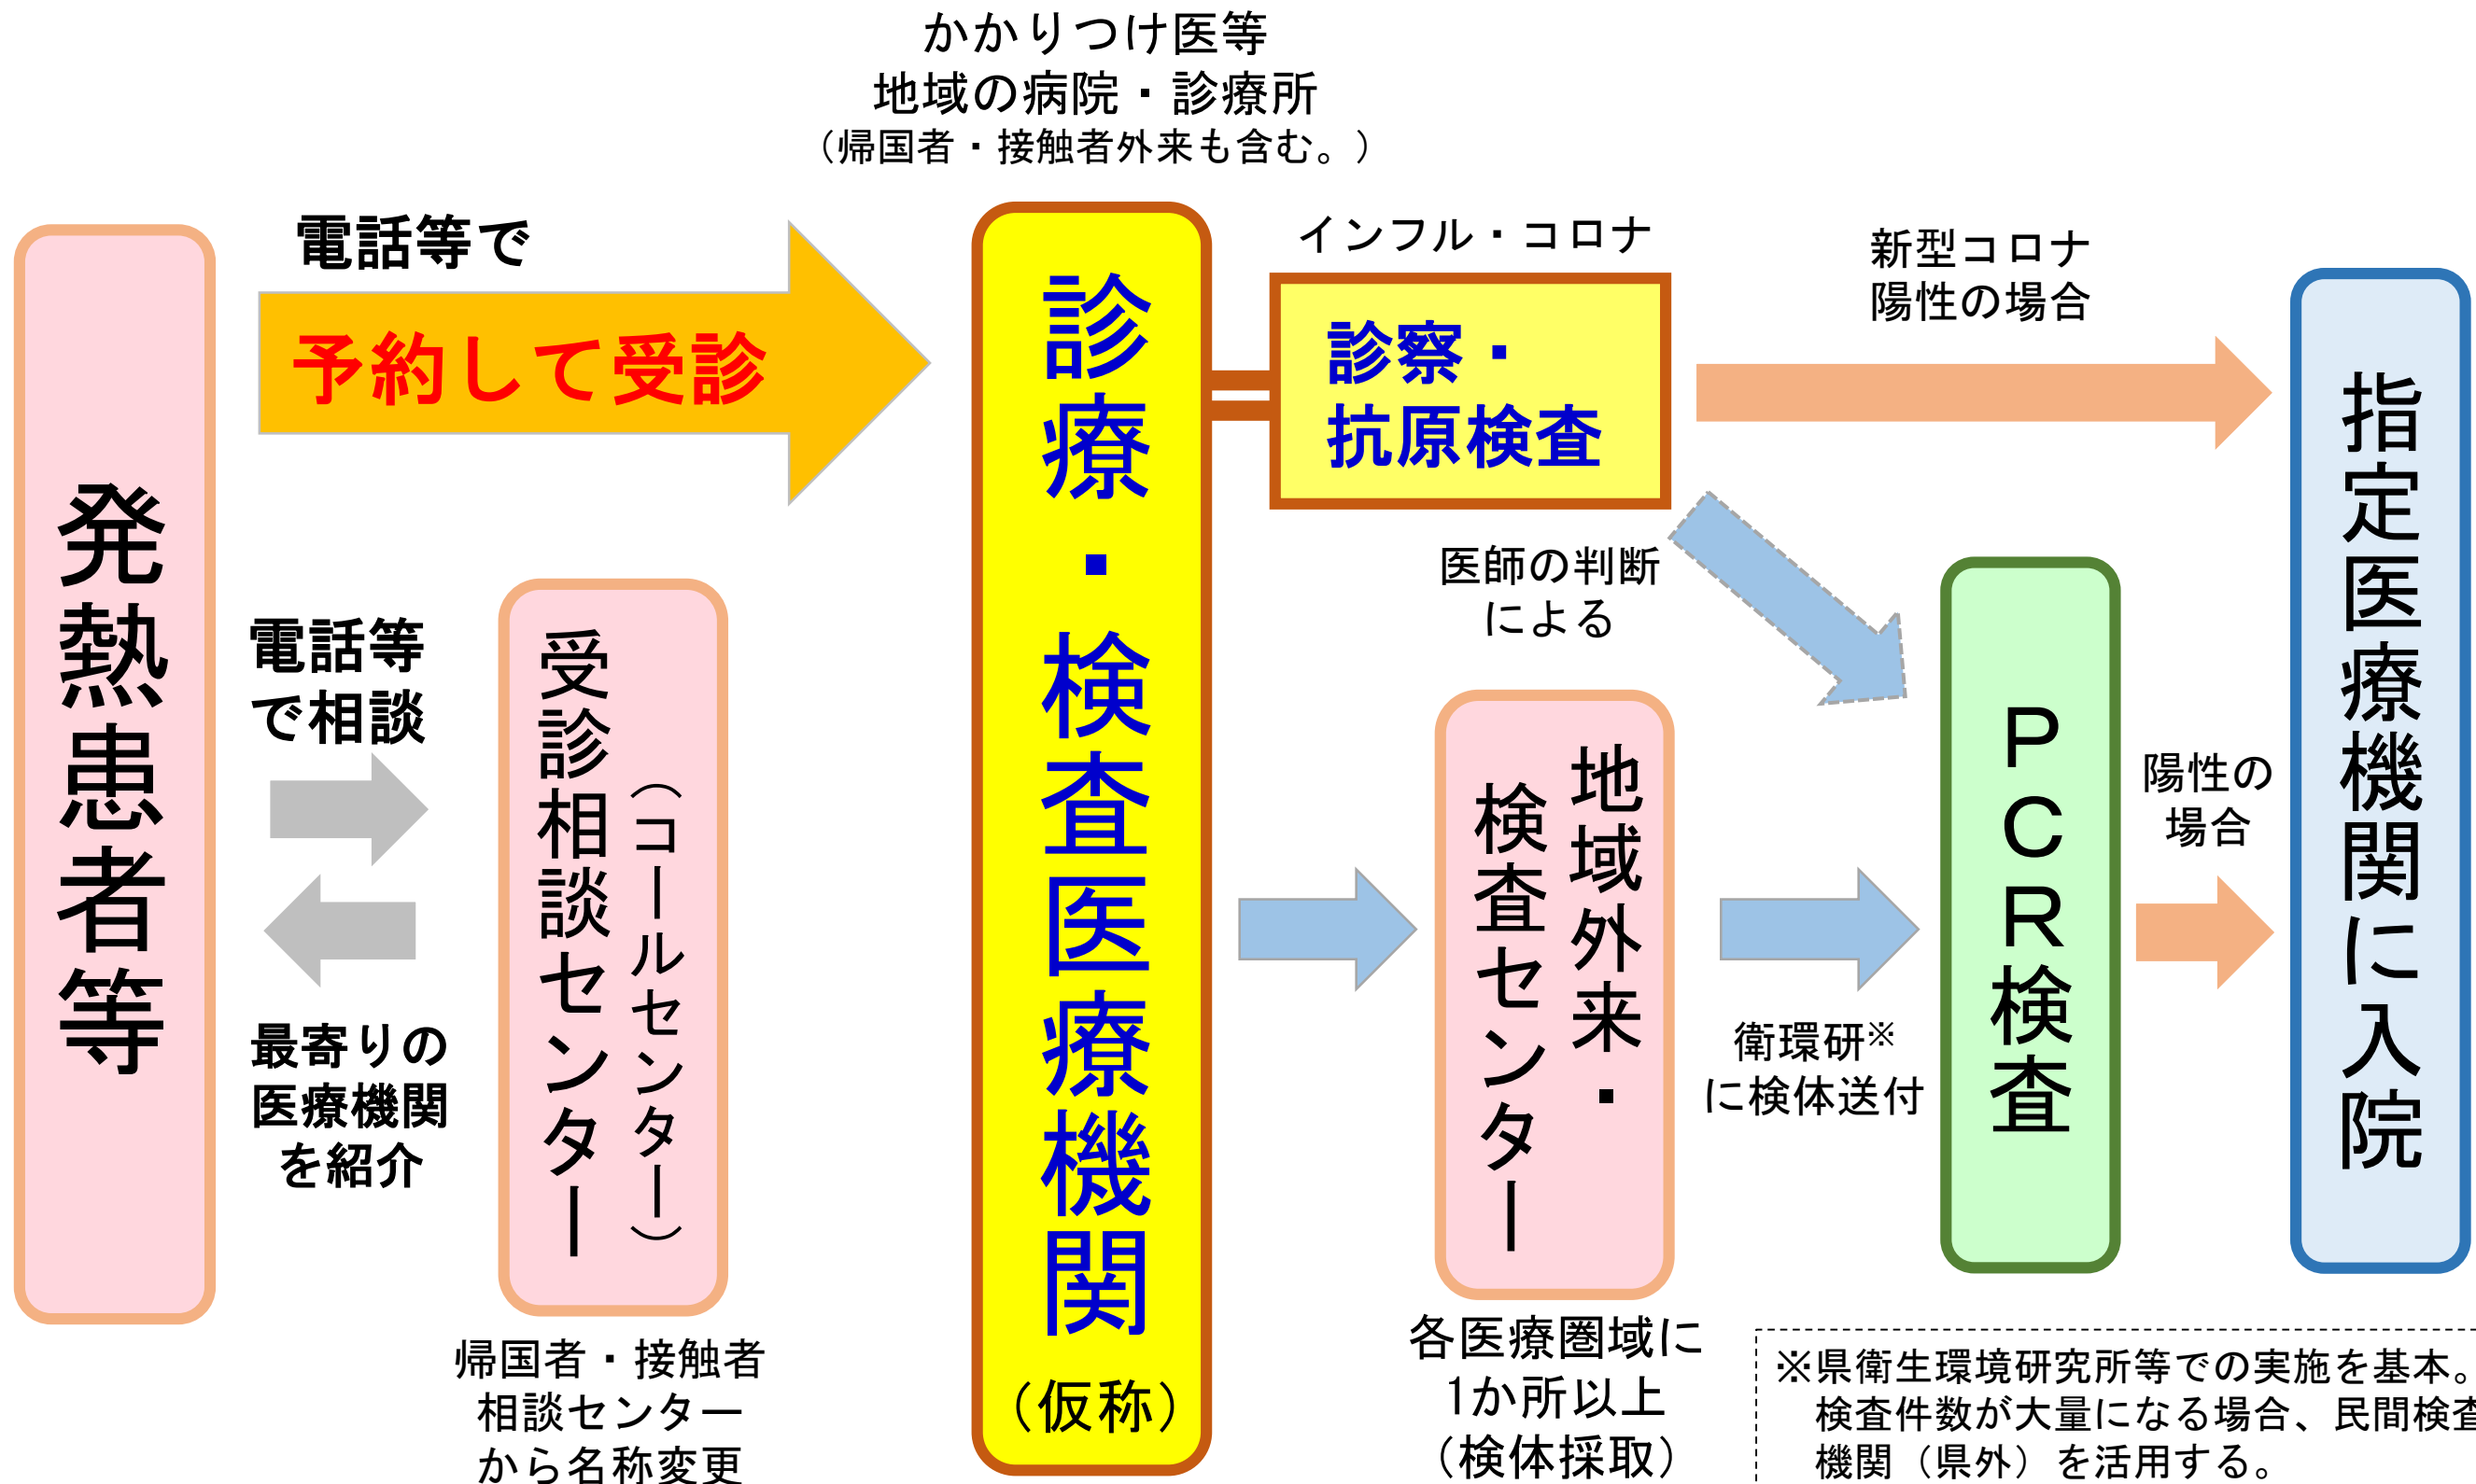 かかりつけ医等
地域の病院・診療所
（帰国者・接触者外来も含む。）
発熱患者等
電話等で
予約して受診
電話等
で相談
最寄りの
医療機関
を紹介
受診相談センター
（コールセンター）
帰国者・接触者
相談センター
から名称変更
診療・検査医療機関
（仮称）
インフル・コロナ
診察・
抗原検査
新型コロナ
陽性の場合
医師の判断
による
地域外来・
検査センター
各医療圏域に
1か所以上
（検体採取）
衛環研※
に検体送付
PCR検査
陽性の
場合
指定医療機関に入院
※県衛生環境研究所等での実施を基本。
検査件数が大量になる場合、民間検査
機関（県外）を活用する。